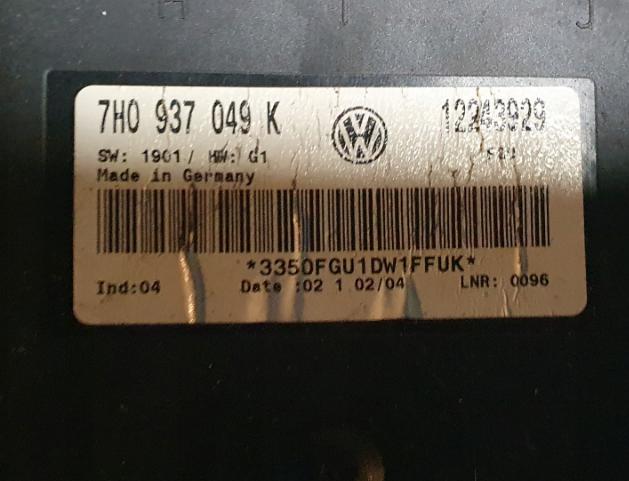 7H0 937 049 K 12243929
SW: 1901/ HW: G1
Made in Germany
*3350FGU1DW1FFUK*
Ind:04 Date :02 1 02/04 LNR: 0096